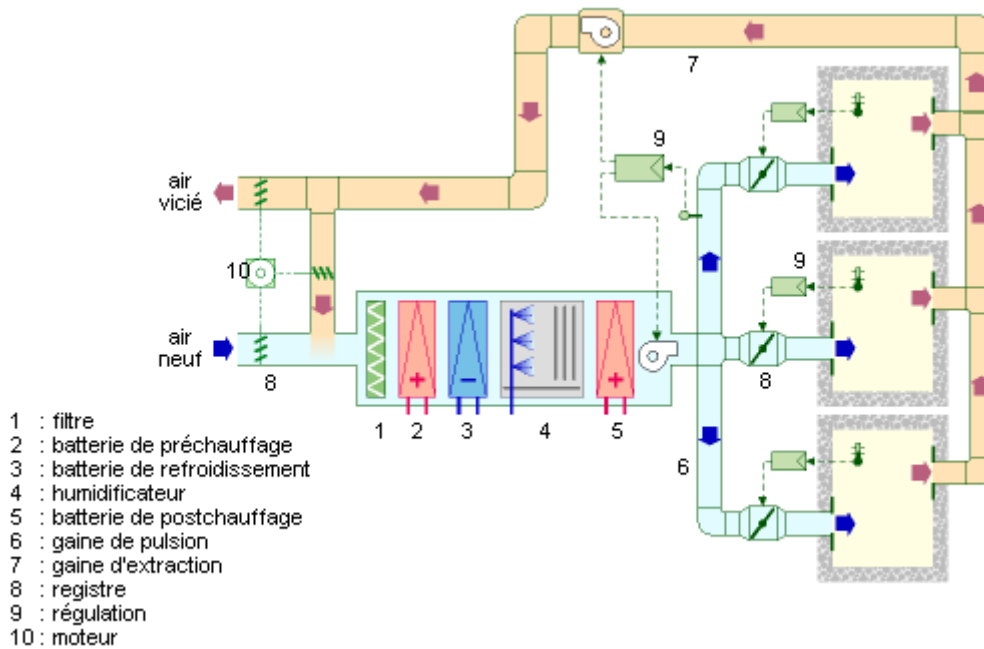 7
9
air
vicié
10
9
air
neuf
8
8
1 2 3 4 5
6
1 : filtre
2 : batterie de préchauffage
3 : batterie de refroidissement
4 : humidificateur
5 : batterie de postchauffage
6 : gaine de pulsion
7 : gaine d'extraction
8 : registre
9 : régulation
10 : moteur